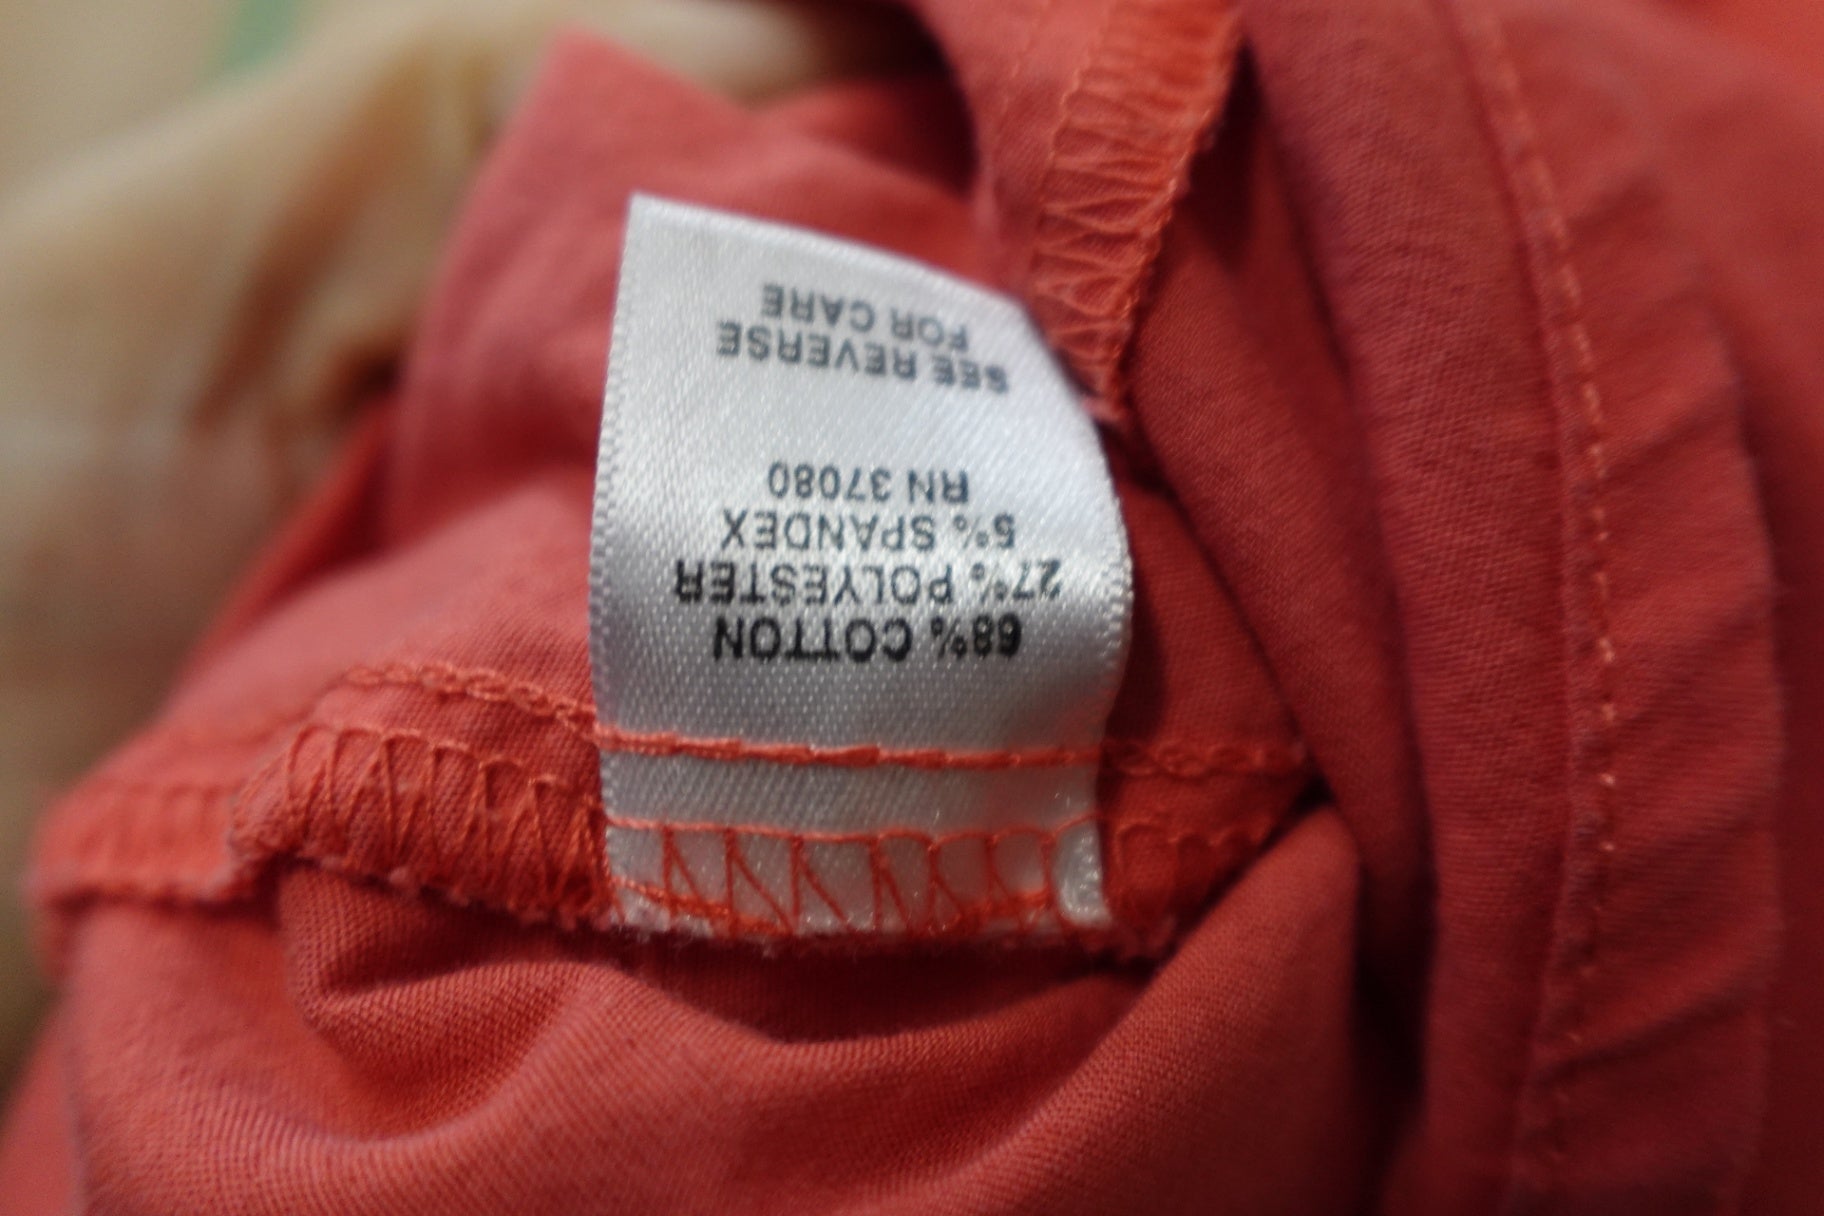 68% COTTON
27% POLYESTER
5% SPANDEX
RN 37080
SEE REVERSE
FOR CARE